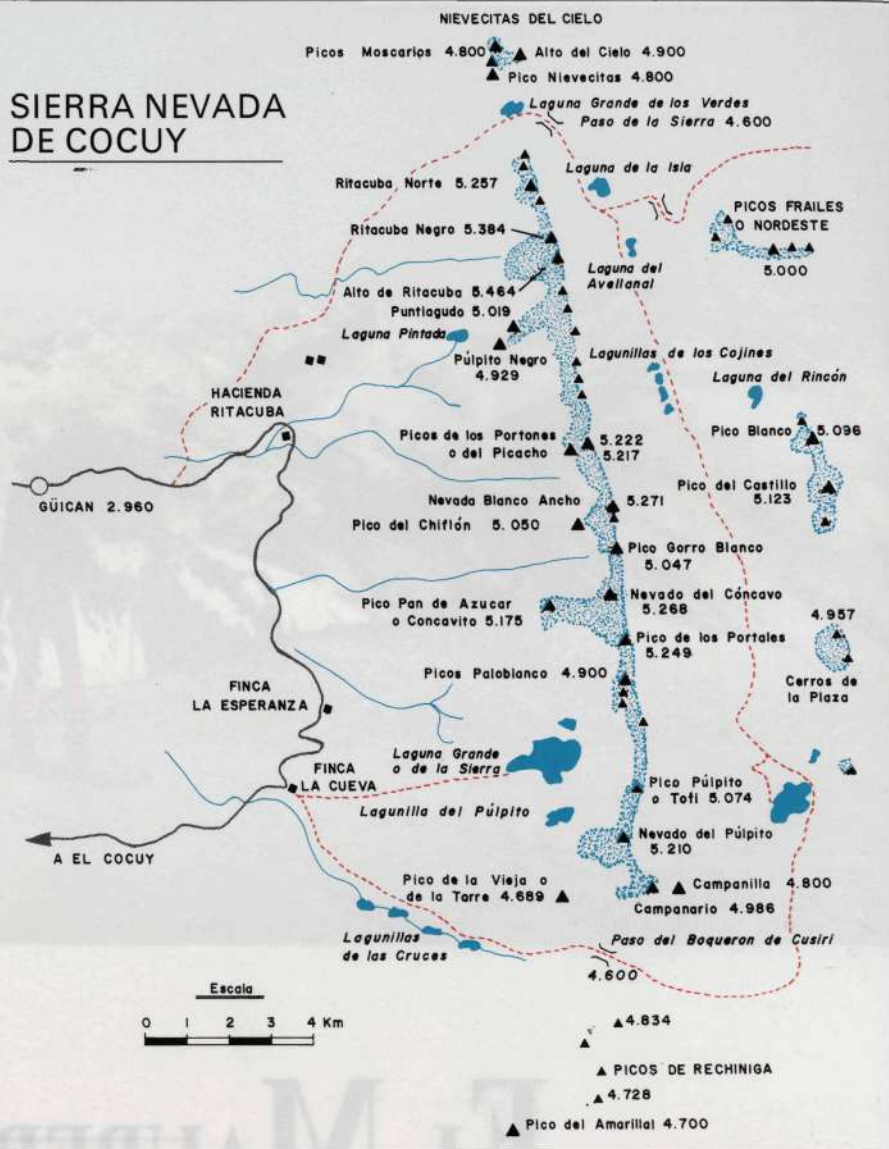 NIEVECITAS DEL CIELO
Picos Moscarios 4.800
Alto del Cielo 4.900
Pico Nievecitas 4.800
SIERRA NEVADA
DE COCUY
Laguna Grande de los Verdes
Paso de la Sierra 4.600
Laguna de la Isla
Ritacuba Norte 5.257
PICOS FRAILES
O NORDESTE
5.000
Ritacuba Negro 5.384
Laguna del
Avellanal
Alto de Ritacuba 5.464
Puntiagudo 5.019
Laguna Pintada
Púlpito Negro
4.929
Lagunillas de los Cojines
Laguna del Rincón
HACIENDA
RITACUBA
Picos de los Portones
o del Picacho
5.222
5.217
Pico Blanco
5.096
Pico del Castillo
5.123
GÜICAN 2.960
Nevada Blanco Ancho
5.271
Pico del Chiflón 5.050
Pico Gorro Blanco
5.047
Nevado del Cóncavo
5.268
Pico Pan de Azucar
o Concavito 5.175
Pico de los Portales
5.249
4.957
Cerros de
la Plaza
Picos Paloblanco 4.900
FINCA
LA ESPERANZA
Laguna Grande
o de la Sierra
FINCA
LA CUEVA
Pico Púlpito
o Toti 5.074
Lagunilla del Púlpito
Nevado del Púlpito
5.210
A EL COCUY
Pico de la Vieja o
de la Torre 4.689
Campanilla 4.800
Campanario 4.986
Lagunillas
de las Cruces
Paso del Boqueron de Cusiri
4.600
Escala
0 1 2 3 4 Km
4.834
PICOS DE RECHINIGA
4.728
Pico del Amarillal 4.700